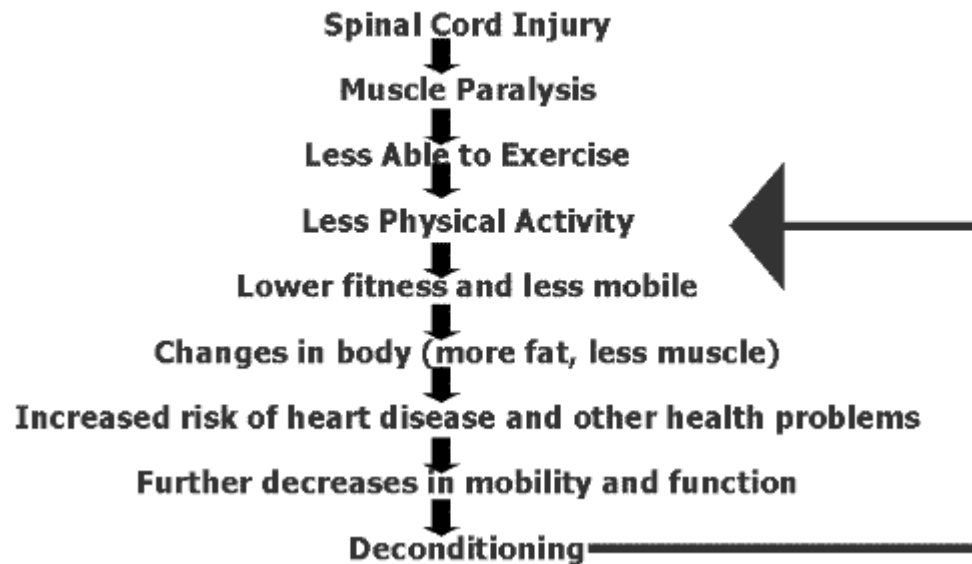 Spinal Cord Injury
Muscle Paralysis
Less Able to Exercise
Less Physical Activity
Lower fitness and less mobile
Changes in body (more fat, less muscle)
Increased risk of heart disease and other health problems
Further decreases in mobility and function
Deconditioning